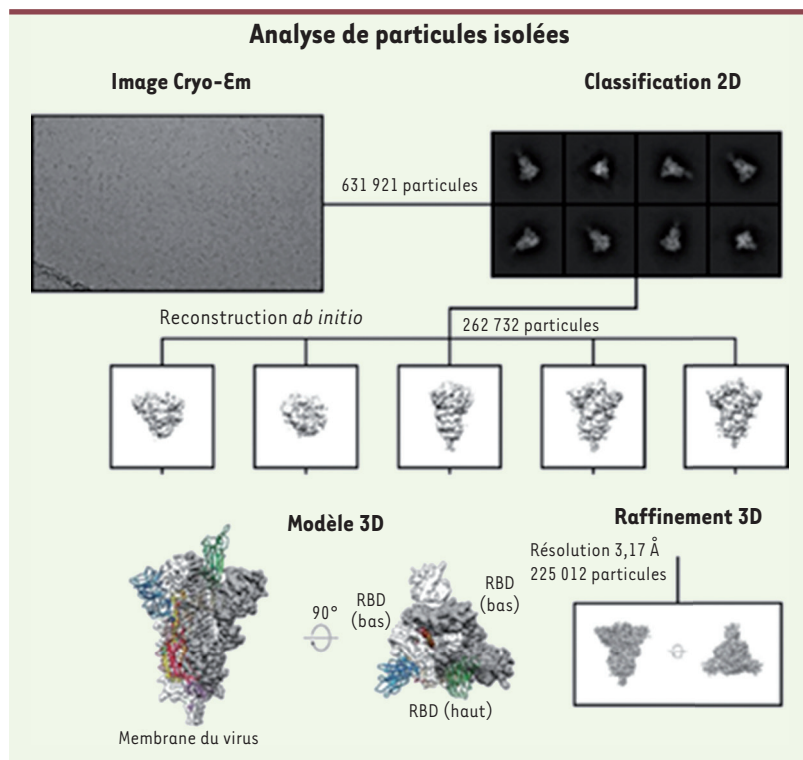 Analyse de particules isolées
Image Cryo-Em
Classification 2D
631 921 particules
Reconstruction ab initio
262 732 particules
Modèle 3D
Raffinement 3D
Résolution 3,17 Å
225 012 particules
90°
RBD
(bas)
RBD
(bas)
RBD (haut)
Membrane du virus